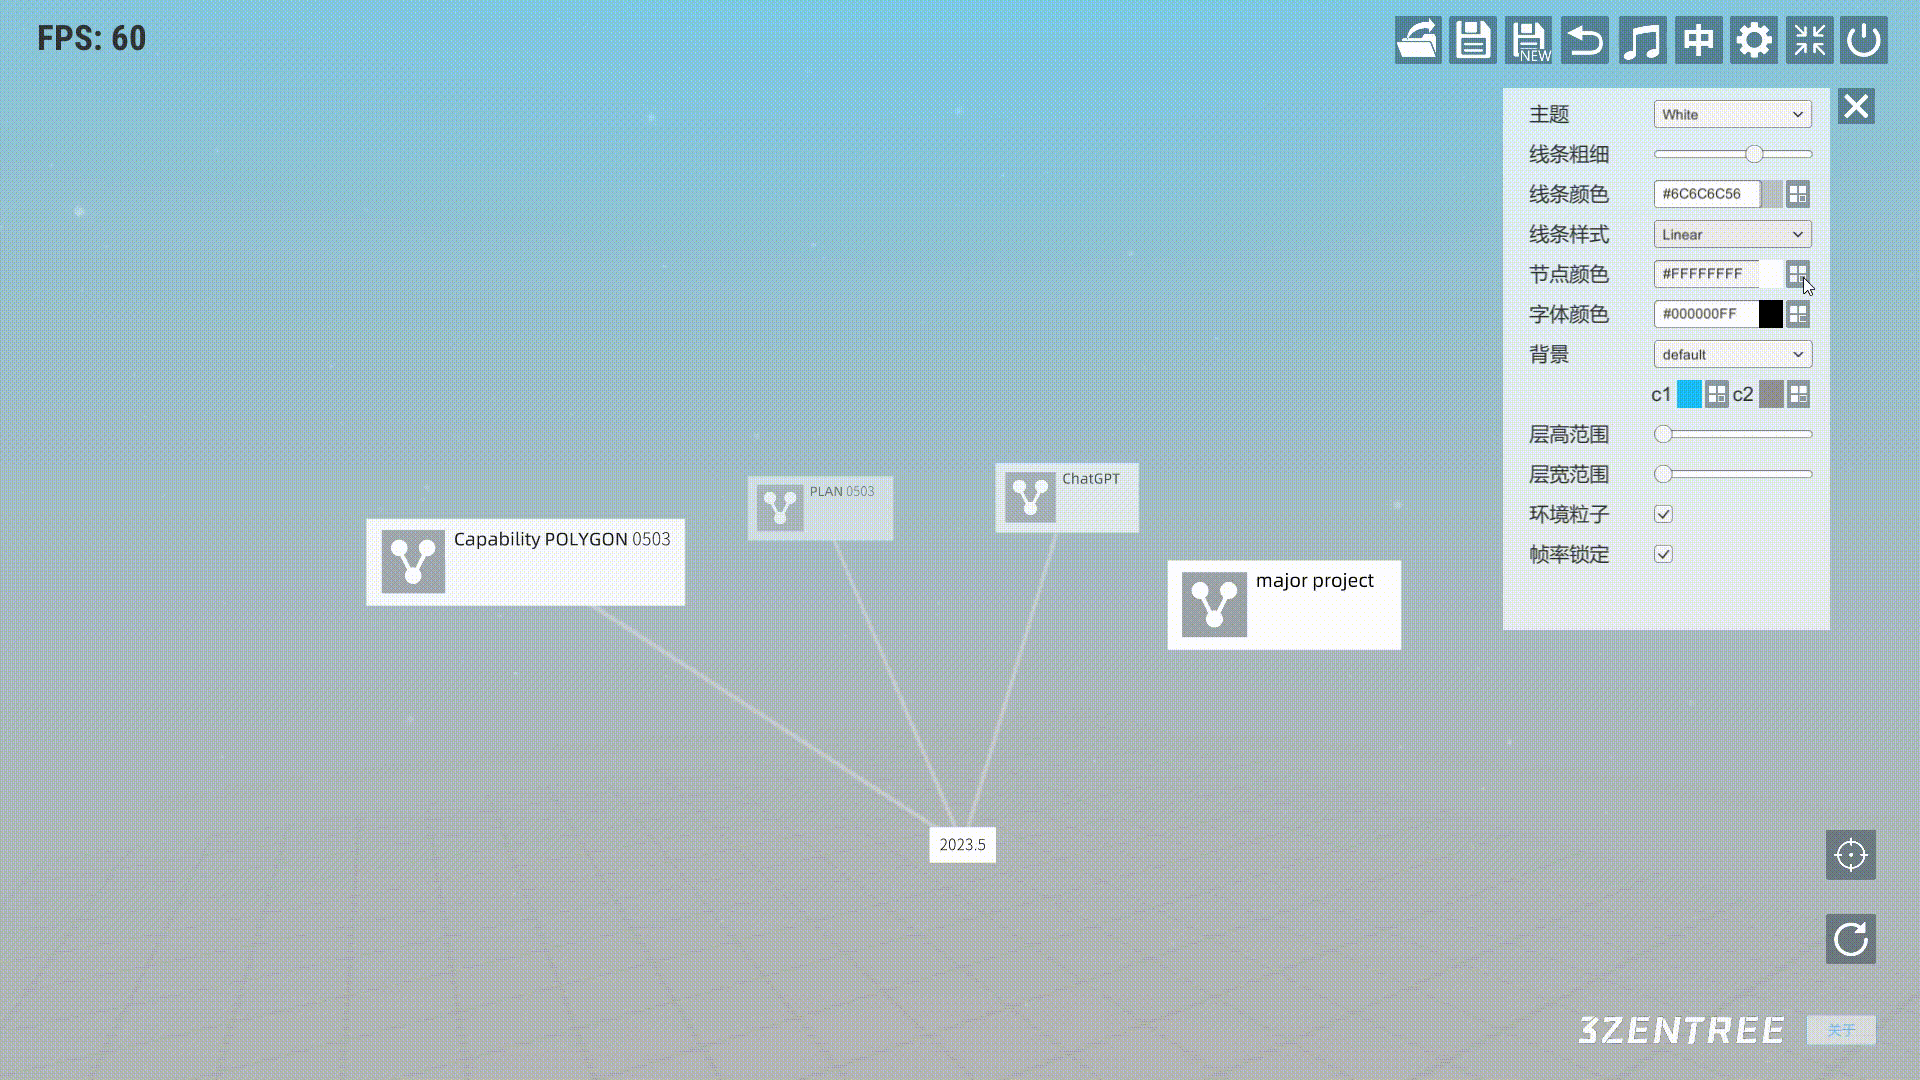 FPS: 60
NEW
中
主题 White
线条粗细
线条颜色 #6C6C6C56
线条样式 Linear
节点颜色 #FFFFFFFF
字体颜色 #000000FF
背景 default
c1 c2
层高范围
层宽范围
环境粒子
帧率锁定
PLAN 0503
ChatGPT
Capability POLYGON 0503
major project
2023.5
3ZENTREE
关于